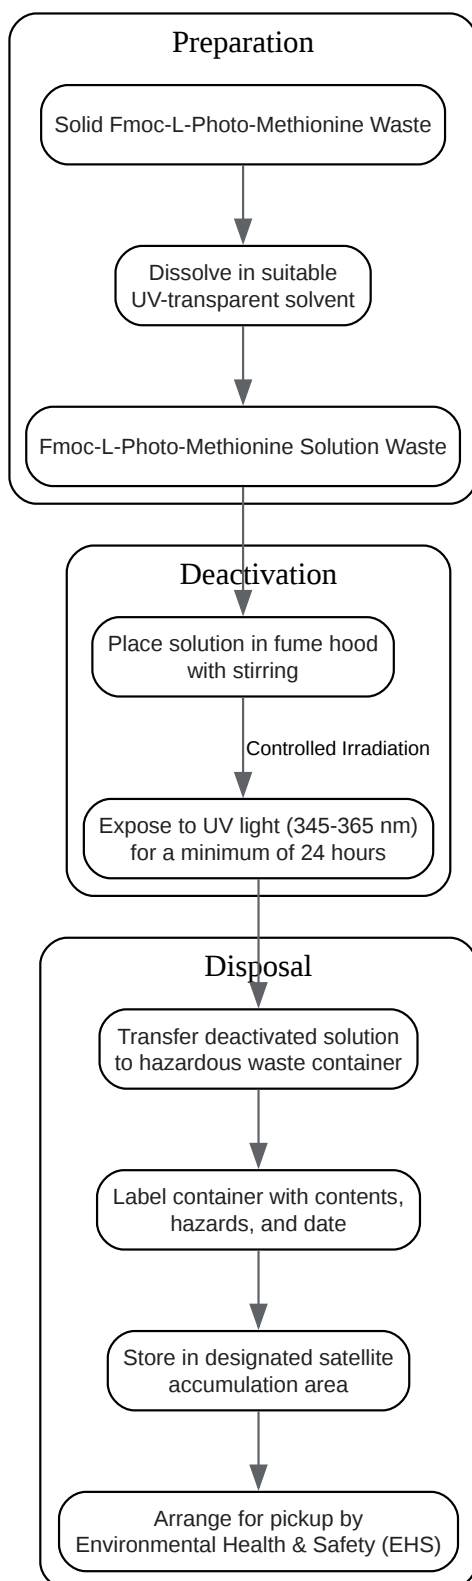 Preparation
Solid Fmoc-L-Photo-Methionine Waste
Dissolve in suitable
UV-transparent solvent
Fmoc-L-Photo-Methionine Solution Waste
Deactivation
Place solution in fume hood
with stirring
Controlled Irradiation
Expose to UV light (345-365 nm)
for a minimum of 24 hours
Disposal
Transfer deactivated solution
to hazardous waste container
Label container with contents,
hazards, and date
Store in designated satellite
accumulation area
Arrange for pickup by
Environmental Health & Safety (EHS)